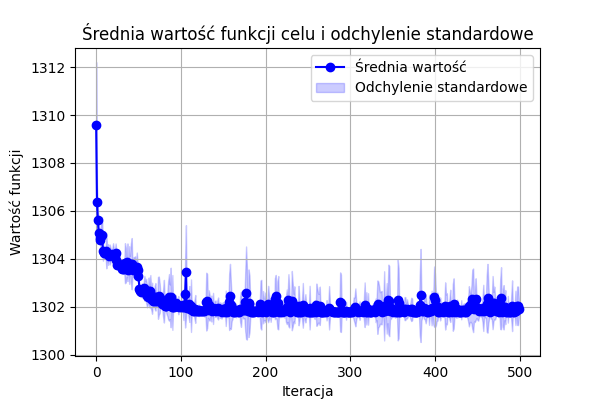 Średnia wartość funkcji celu i odchylenie standardowe
Średnia wartość
Odchylenie standardowe
Wartość funkcji
1312
1310
1308
1306
1304
1302
1300
0 100 200 300 400 500
Iteracja